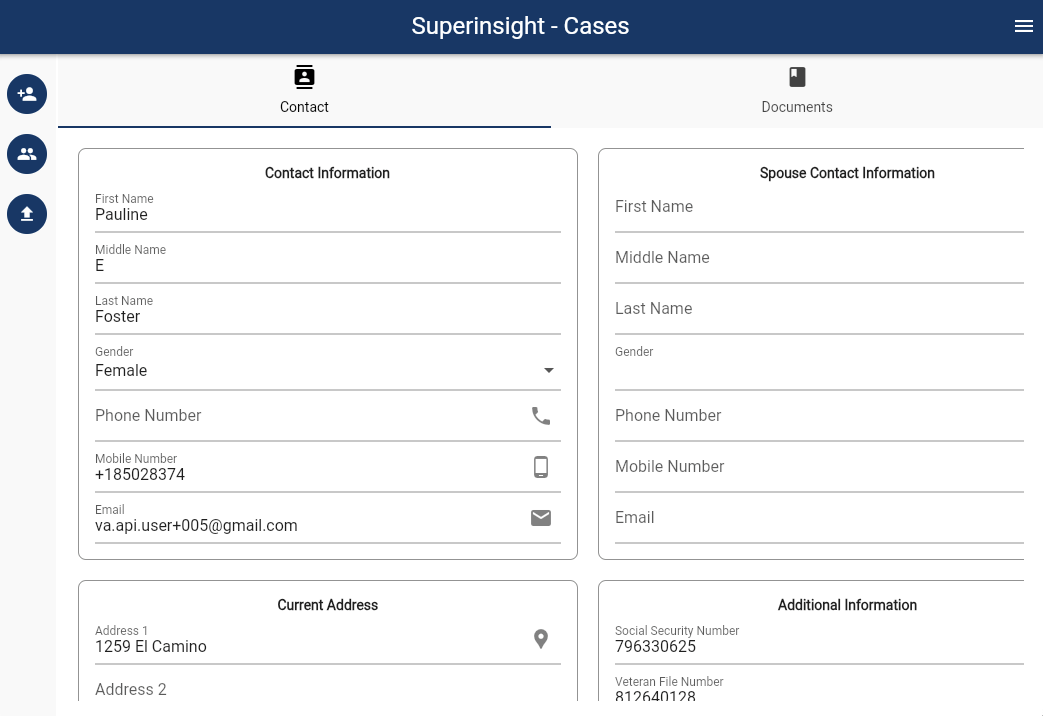 Superinsight - Cases
Contact
Documents
Contact Information
First Name
Pauline
Middle Name
E
Last Name
Foster
Gender
Female
Phone Number
Mobile Number
+185028374
Email
va.api.user+005@gmail.com
Spouse Contact Information
First Name
Middle Name
Last Name
Gender
Phone Number
Mobile Number
Email
Current Address
Address 1
1259 El Camino
Address 2
Additional Information
Social Security Number
796330625
Veteran File Number
812640128